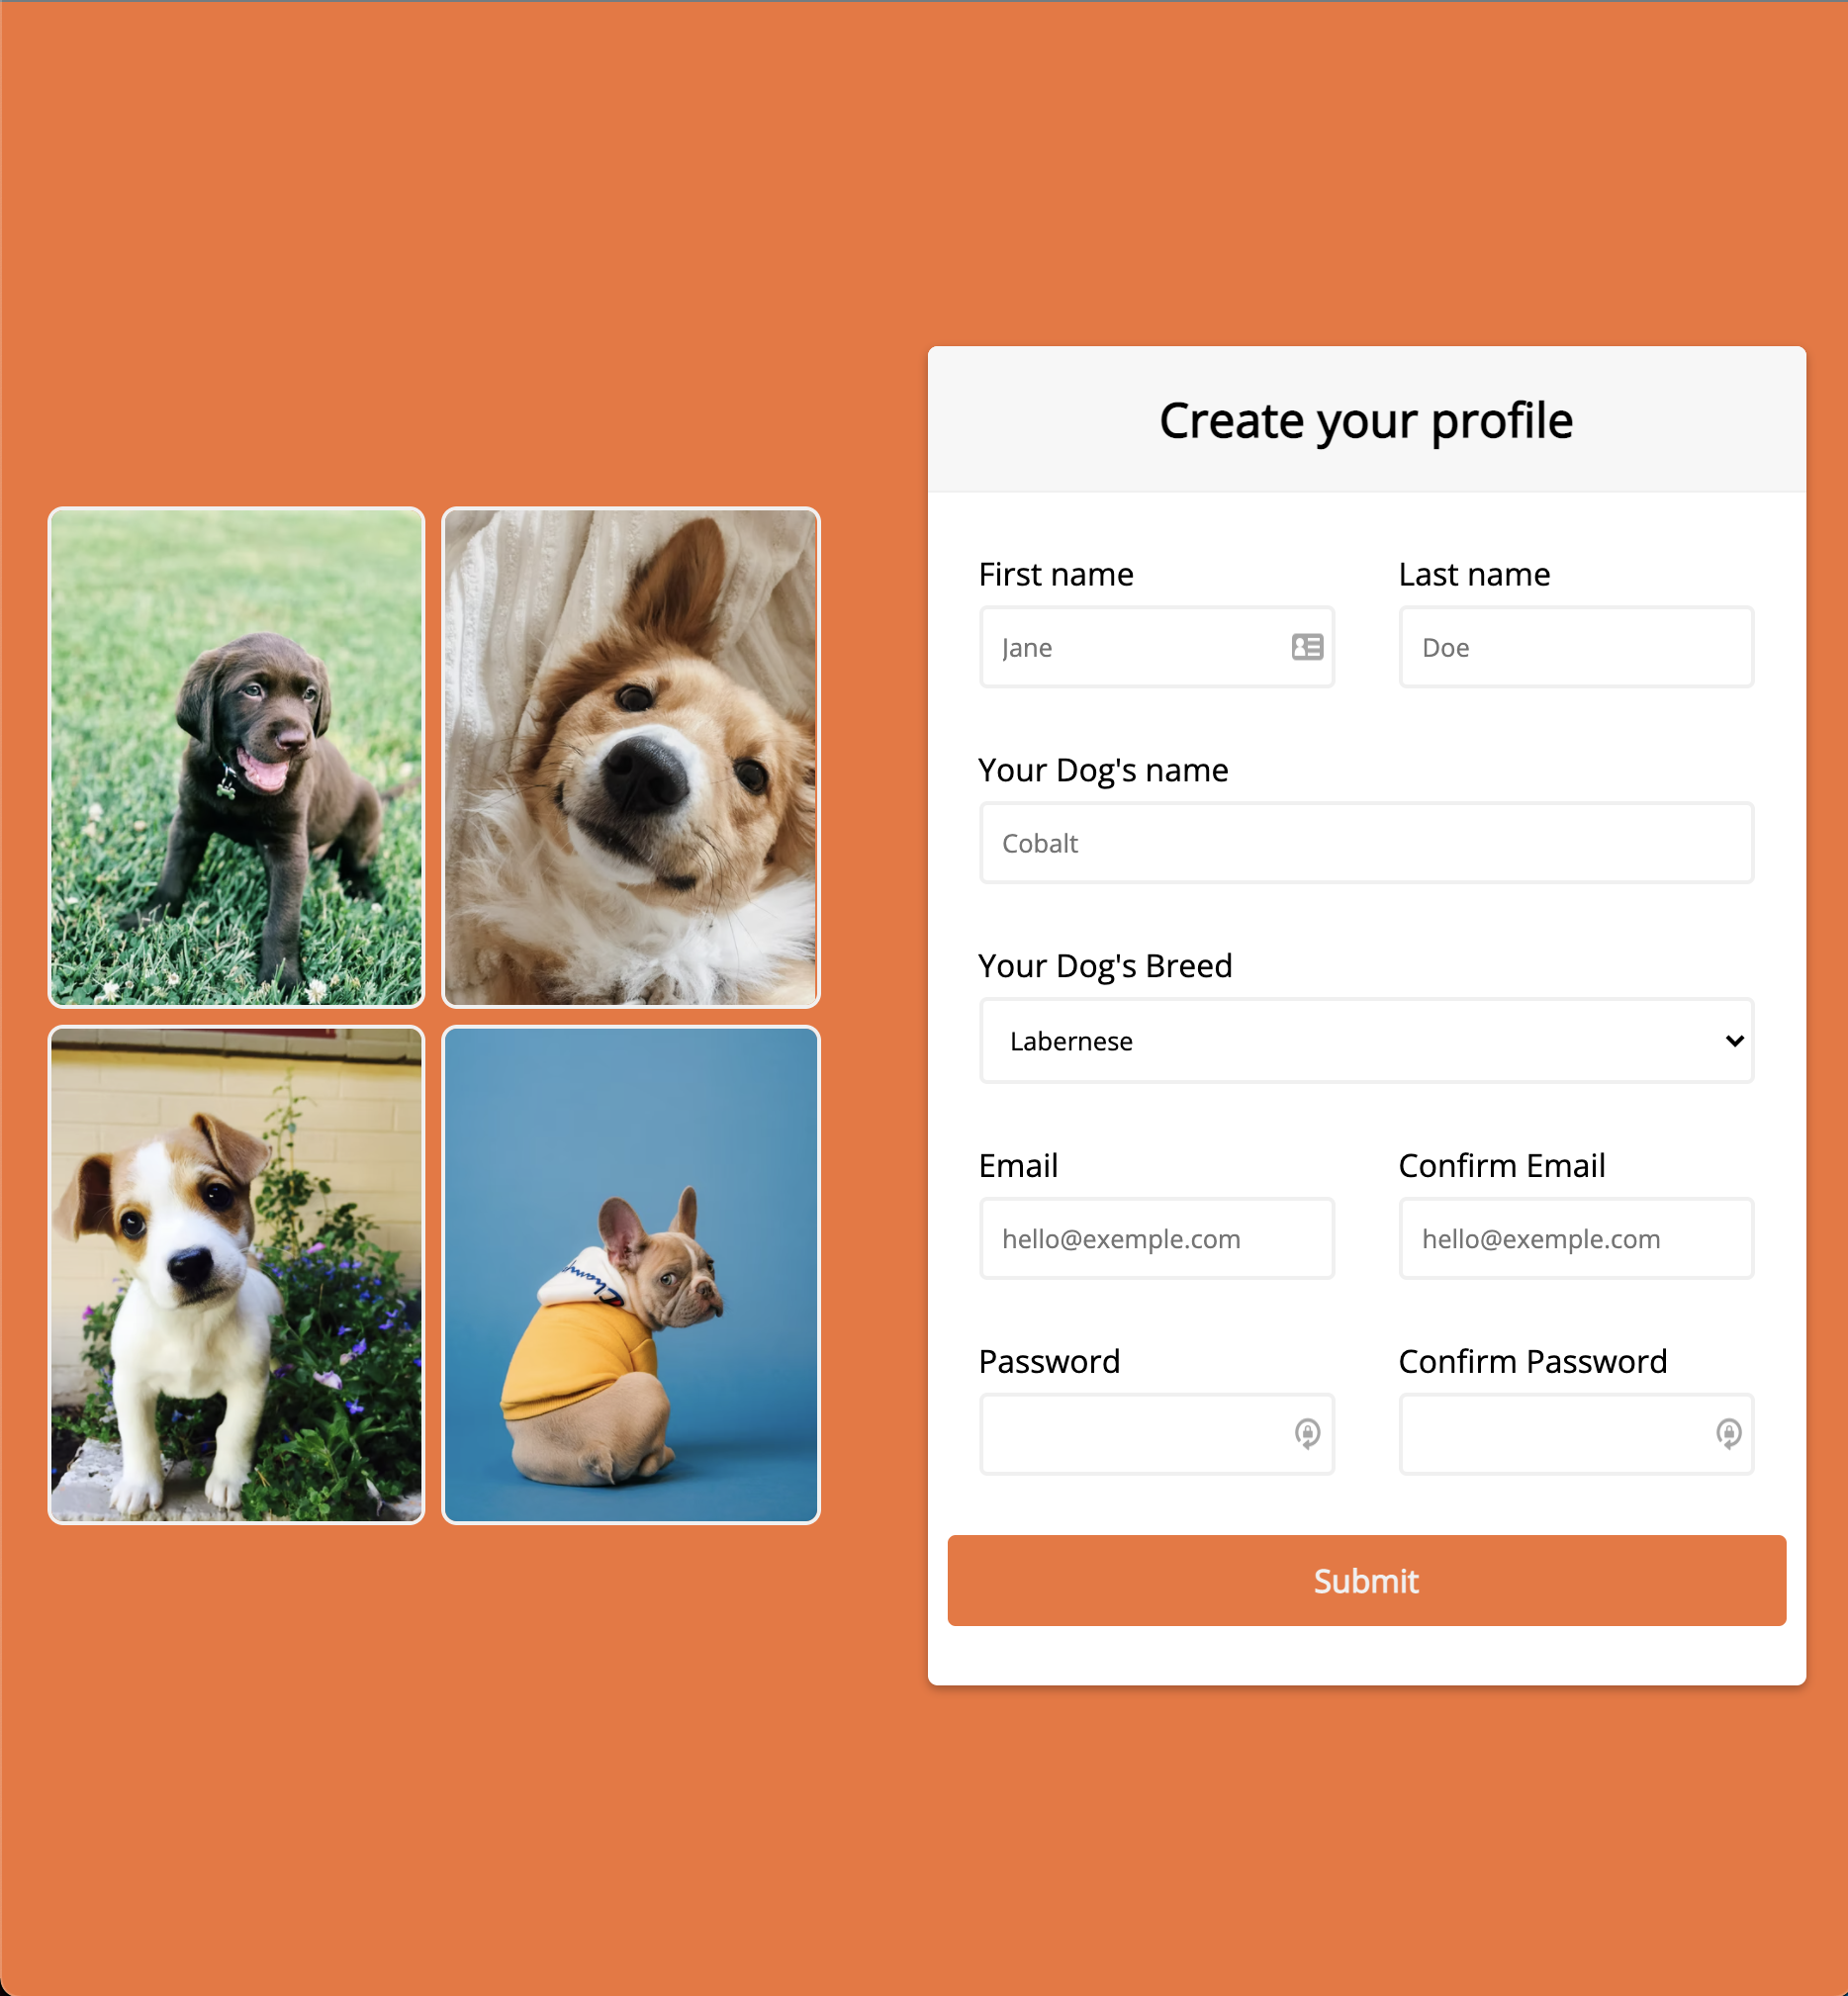 Create your profile
First name
Last name
Jane
Doe
Your Dog's name
Cobalt
Your Dog's Breed
Labernese
Email
Confirm Email
hello@exemple.com
hello@exemple.com
Password
Confirm Password
Submit